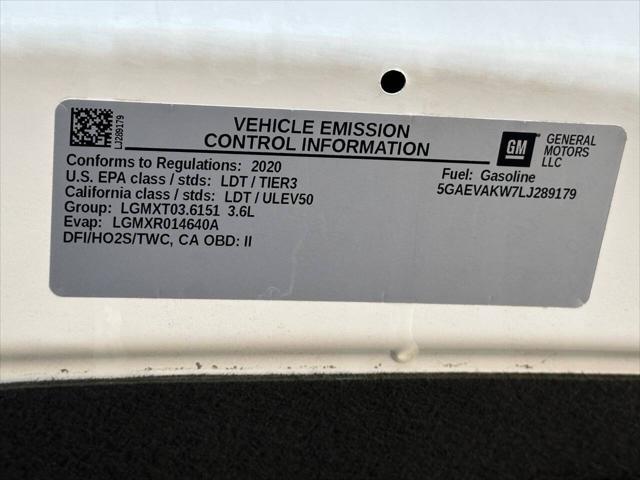 LJ289179
VEHICLE EMISSION
CONTROL INFORMATION
GM
GENERAL
MOTORS
LLC
Conforms to Regulations: 2020
U.S. EPA class / stds: LDT / TIER3
California class / stds: LDT / ULEV50
Group: LGMXT03.6151 3.6L
Evap: LGMXR014640A
DFI/HO2S/TWC, CA OBD: II
Fuel: Gasoline
5GAEVAKW7LJ289179